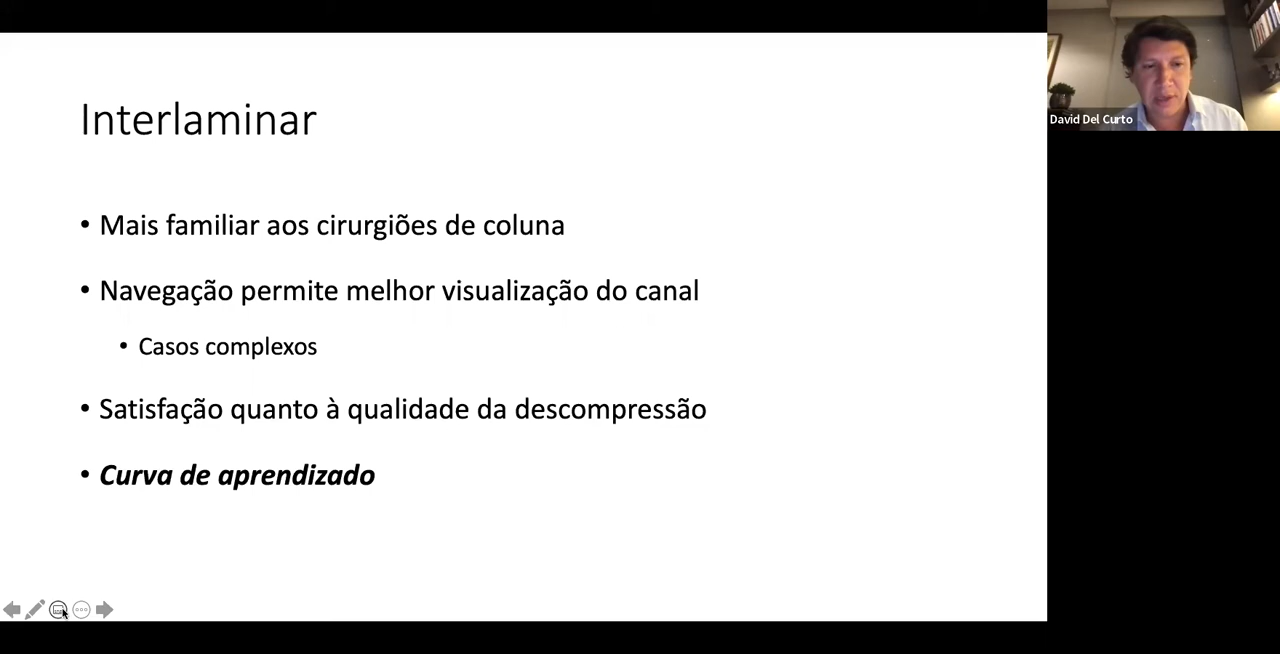 Interlaminar
• Mais familiar aos cirurgiões de coluna
• Navegação permite melhor visualização do canal
• Casos complexos
• Satisfação quanto à qualidade da descompressão
• Curva de aprendizado
David Del Curto